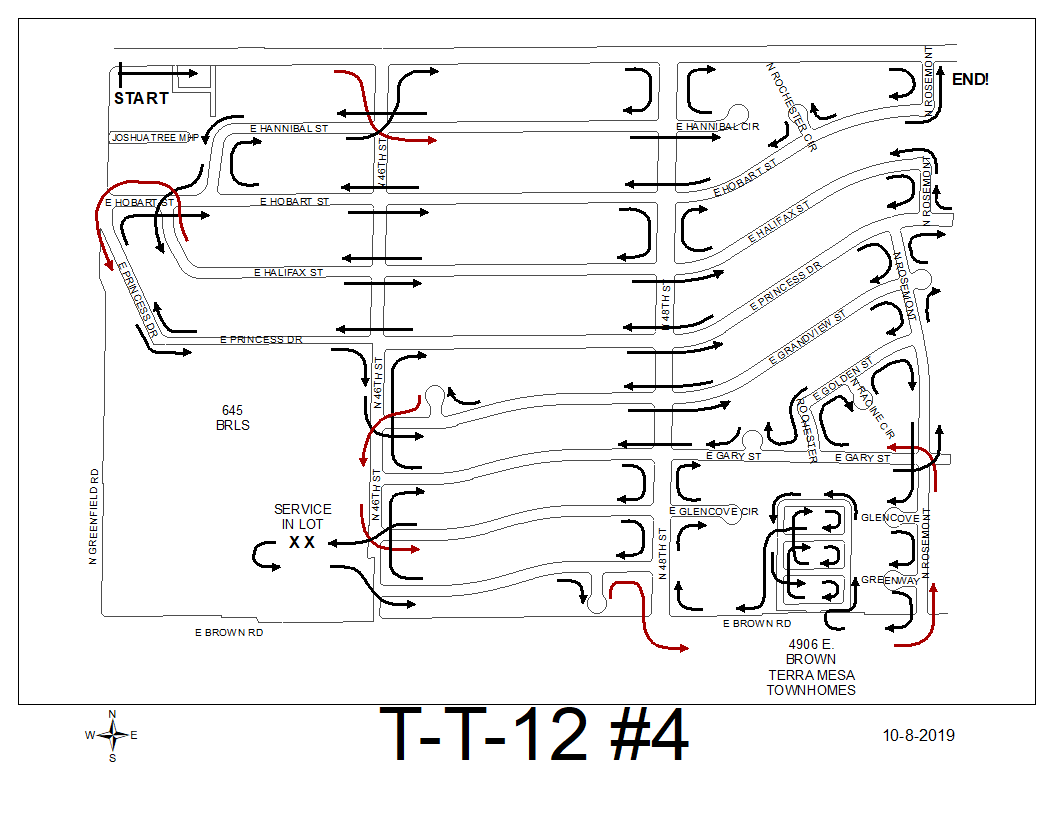 START
END!
N ROSEMONT
N ROCHESTER CIR
E HANNIBAL ST
E HANNIBAL CIR
JOSHUA TREE MHP
N 46TH ST
E HOBART ST
E HOBART ST
E HOBART ST
N ROSEMONT
E HALIFAX ST
E HALIFAX ST
E PRINCESS DR
E PRINCESS DR
N ROSEMONT
N 48TH ST
E PRINCESS DR
E GRANDVIEW ST
N 46TH ST
E GOLDEN ST
N RACINE CIR
ROCHESTER
645
BRLS
E GARY ST
E GARY ST
N GREENFIELD RD
N 46TH ST
SERVICE
IN LOT
X X
E GLENCOVE CIR
GLENCOVE
N ROSEMONT
N 48TH ST
GREENWAY
E BROWN RD
E BROWN RD
4906 E.
BROWN
TERRA MESA
TOWNHOMES
N
W E
S
T-T-12 #4
10-8-2019